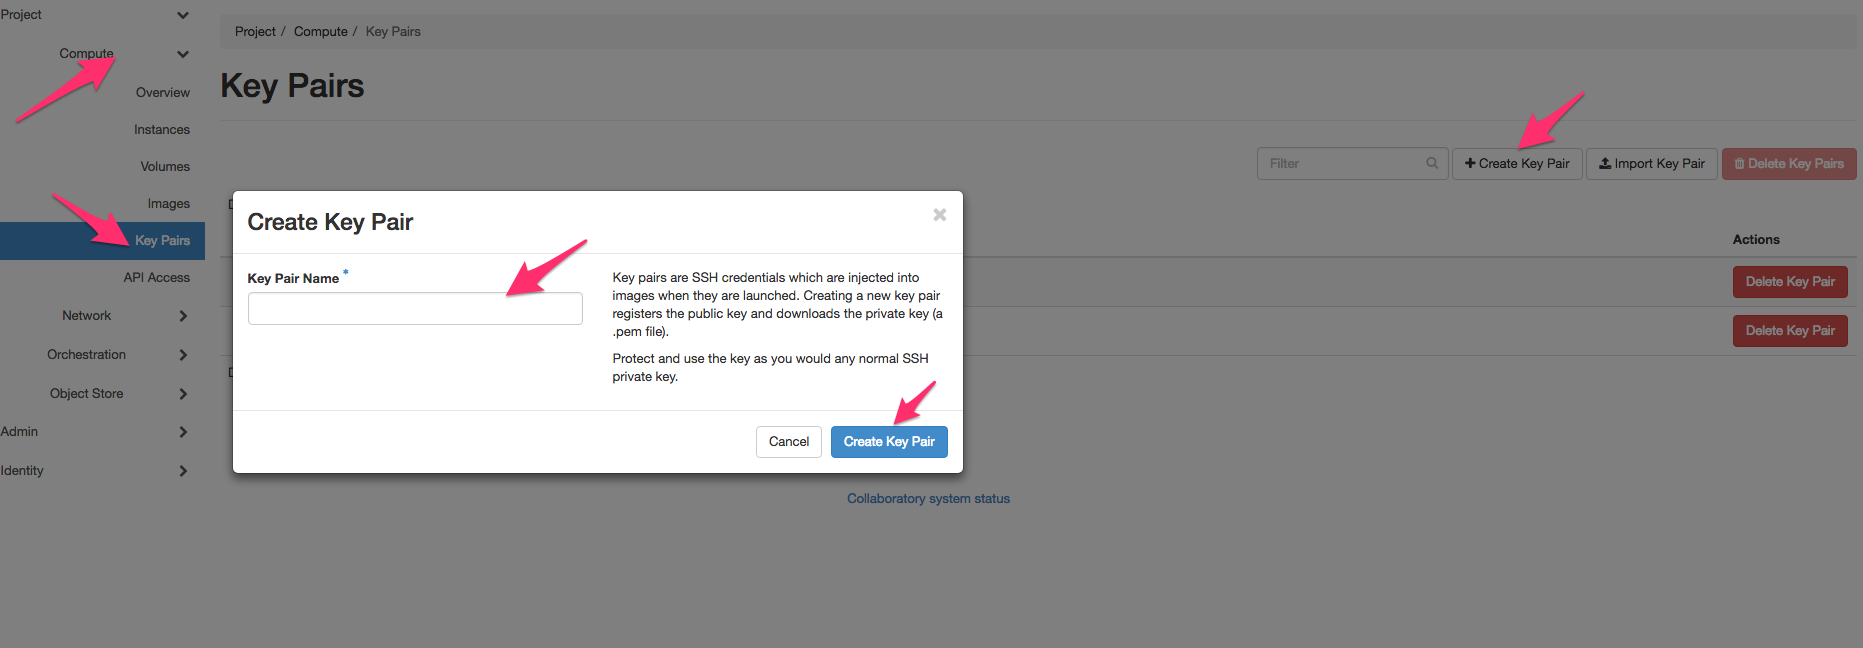 Project
Compute
Overview
Instances
Volumes
Images
Key Pairs
API Access
Network
Orchestration
Object Store
Admin
Identity
Project / Compute / Key Pairs
Key Pairs
Filter
Create Key Pair
Import Key Pair
Delete Key Pairs
Actions
Delete Key Pair
Delete Key Pair
Create Key Pair
Key Pair Name *
Key pairs are SSH credentials which are injected into
images when they are launched. Creating a new key pair
registers the public key and downloads the private key (a
.pem file).
Protect and use the key as you would any normal SSH
private key.
Cancel
Create Key Pair
Collaboratory system status